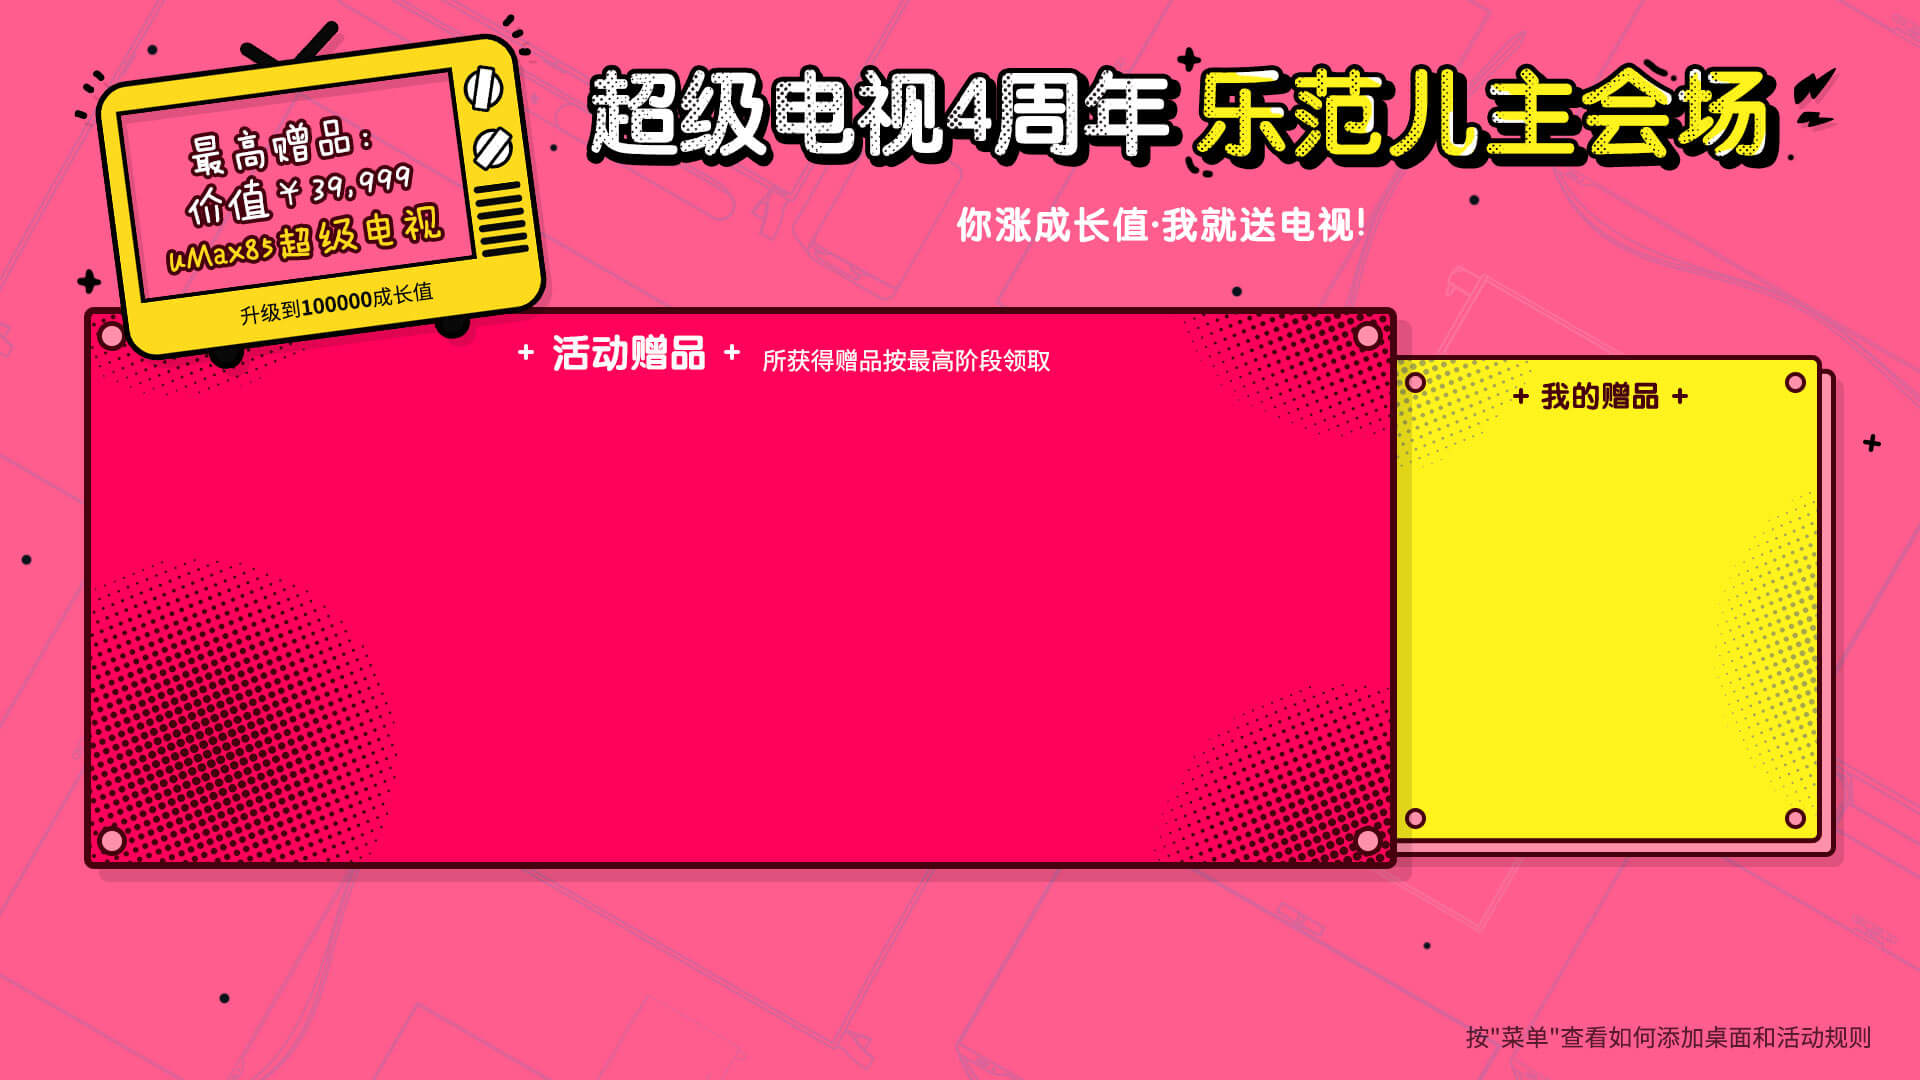 超级电视4周年 乐范儿主会场
你涨成长值·我就送电视!
最高赠品:
价值￥39,999
uMax85超级电视
升级到100000成长值
+ 活动赠品 + 所获得赠品按最高阶段领取
+ 我的赠品 +
按"菜单"查看如何添加桌面和活动规则